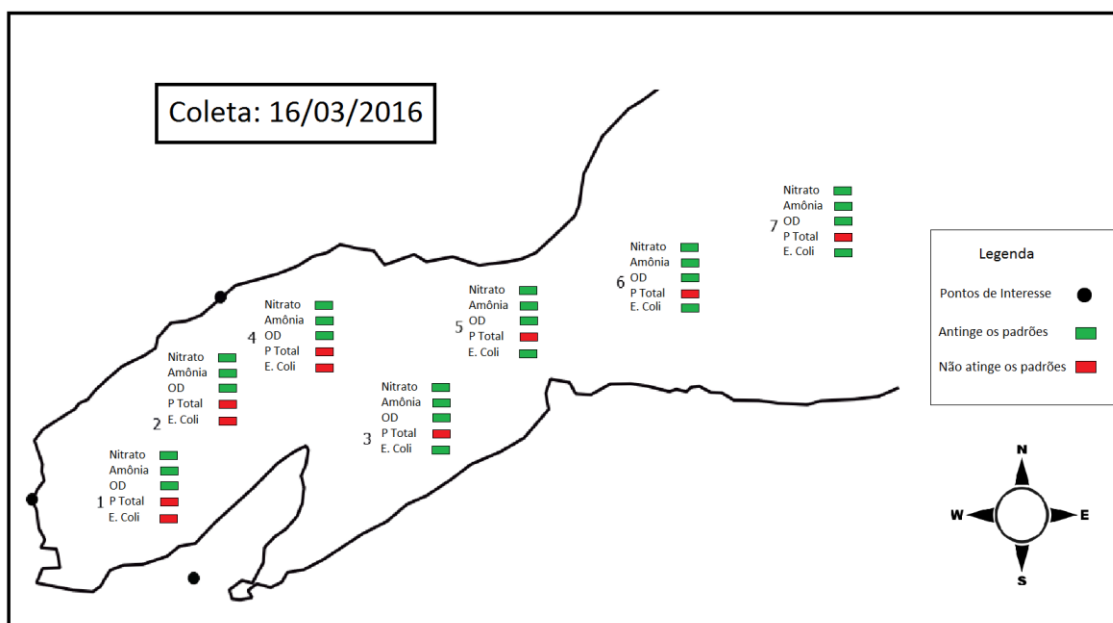 Coleta: 16/03/2016
Nitrato
Amônia
OD
7
P Total
E. Coli
Nitrato
Amônia
OD
6
P Total
E. Coli
Nitrato
Amônia
OD
5
P Total
E. Coli
Nitrato
Amônia
4
OD
P Total
E. Coli
Nitrato
Amônia
OD
P Total
2
E. Coli
Nitrato
Amônia
OD
P Total
3
E. Coli
Nitrato
Amônia
OD
1
P Total
E. Coli
Legenda
Pontos de Interesse
Antinge os padrões
Não atinge os padrões
N
W
E
S